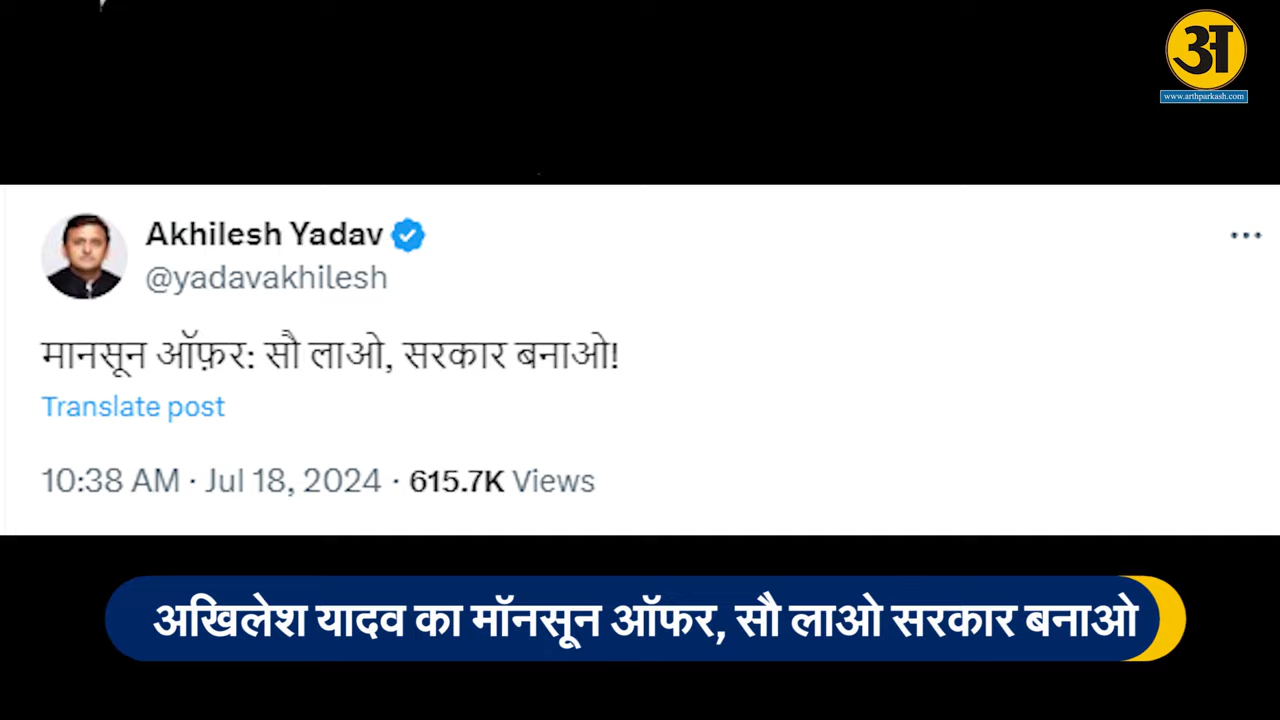 अ
www.arthparkash.com
Akhilesh Yadav
@yadavakhilesh
मानसून ऑफ़र: सौ लाओ, सरकार बनाओ!
Translate post
10:38 AM · Jul 18, 2024 · 615.7K Views
अखिलेश यादव का मॉनसून ऑफर, सौ लाओ सरकार बनाओ